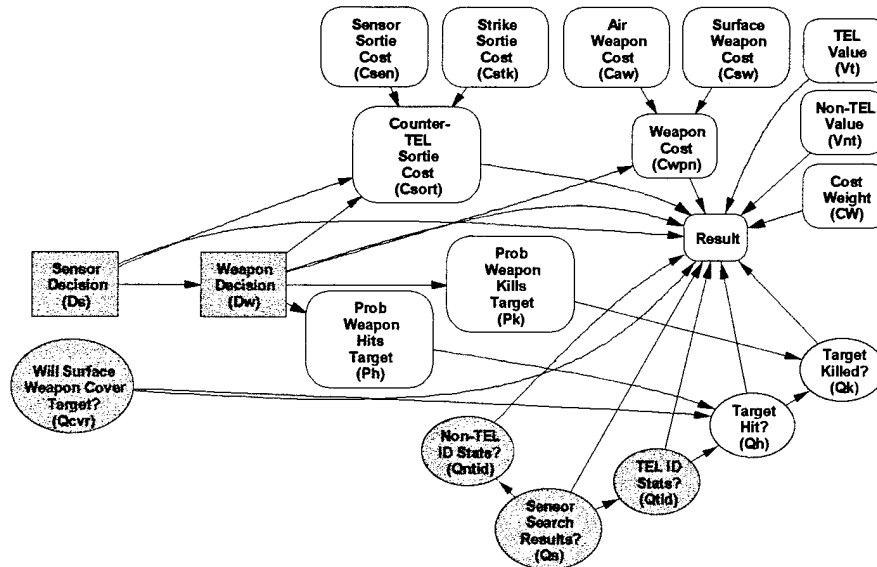 Sensor
Sortie
Cost
(Csen)
Strike
Sortie
Cost
(Cstk)
Air
Weapon
Cost
(Caw)
Surface
Weapon
Cost
(Csw)
TEL
Value
(Vt)
Counter-
TEL
Sortie
Cost
(Csort)
Weapon
Cost
(Cwpn)
Non-TEL
Value
(Vnt)
Cost
Weight
(CW)
Result
Sensor
Decision
(Ds)
Weapon
Decision
(Dw)
Prob
Weapon
Kills
Target
(Pk)
Prob
Weapon
Hits
Target
(Ph)
Will Surface
Weapon Cover
Target?
(Qcvr)
Target
Killed?
(Qk)
Target
Hit?
(Qh)
Non-TEL
ID Stats?
(Qntid)
TEL ID
Stats?
(Qtid)
Sensor
Search
Results?
(Qs)